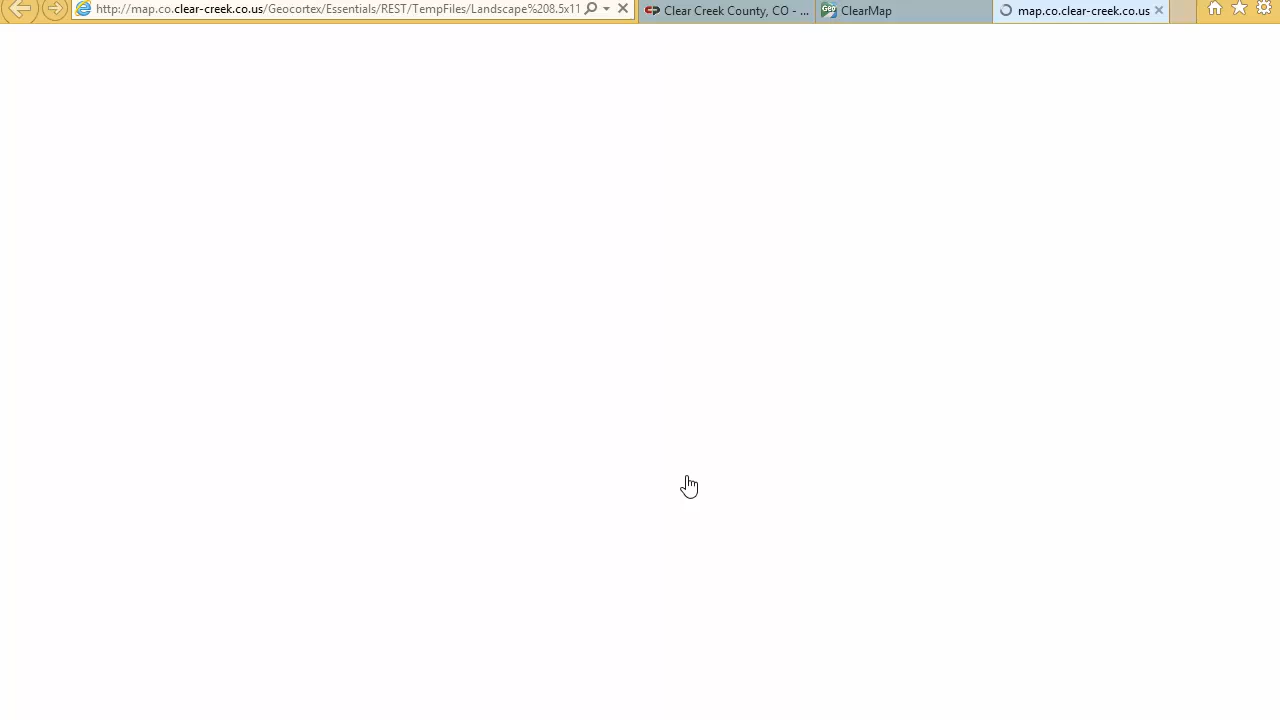 http://map.co.clear-creek.co.us/Geocortex/Essentials/REST/TempFiles/Landscape%208.5x11
Clear Creek County, CO - ...
Geo
ClearMap
map.co.clear-creek.co.us